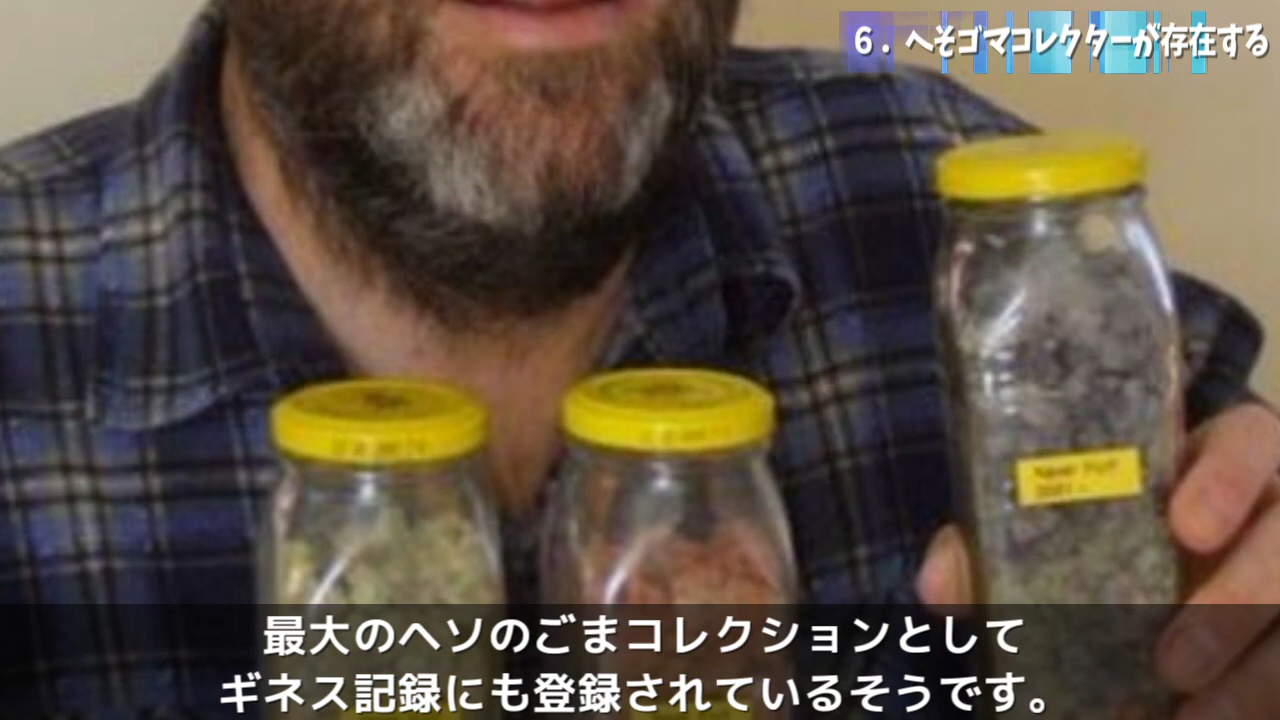 6．へそゴマコレクターが存在する
最大のヘソのごまコレクションとして
ギネス記録にも登録されているそうです。